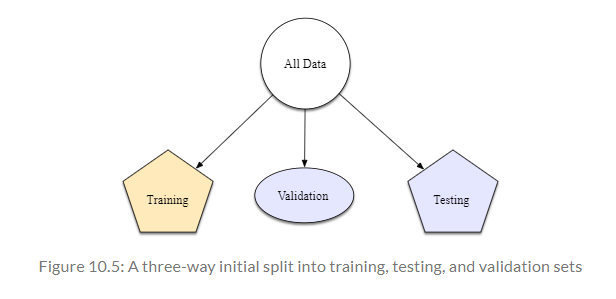 All Data
Training
Validation
Testing
Figure 10.5: A three-way initial split into training, testing, and validation sets